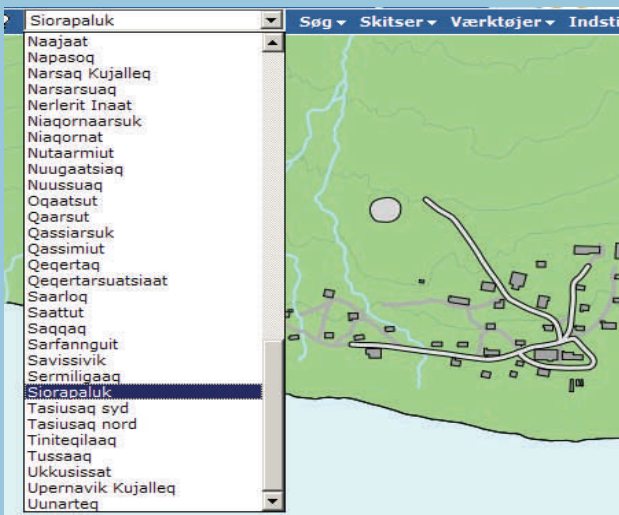 Siorapaluk Søg Skitser Værktøjer
Naajaat
Napasoq
Narsaq Kujalleq
Narsarsuaq
Nerlerit Inaat
Niaqornaarsuk
Niaqornat
Nutaarmiut
Nuugaatsiaq
Nuussuaq
Oqaatsut
Qaarsut
Qassiarsuk
Qassimiut
Qeqertaq
Qeqertarsuatsiaat
Saarloq
Saattut
Saqqaq
Sarfannguit
Savissivik
Sermiligaaq
Siorapaluk
Tasiusaq syd
Tasiusaq nord
Tiniteqilaaq
Tussaaq
Ukkusissat
Upernavik Kujalleq
Uunarteq